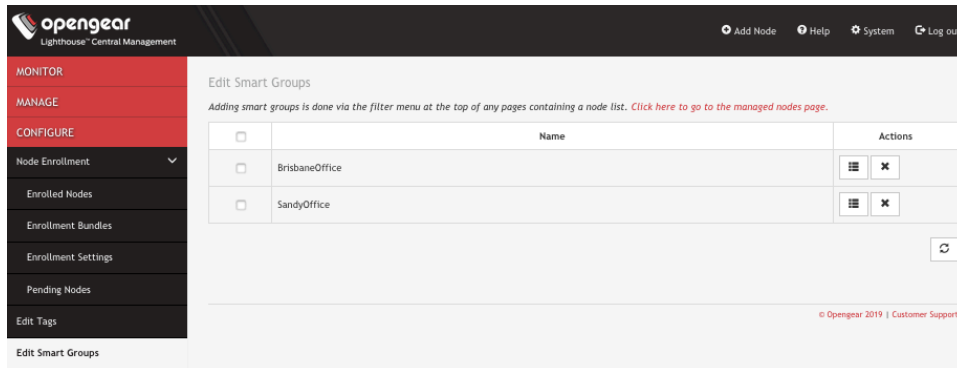 opengear
Lighthouse™ Central Management
Add Node Help System Log ou
MONITOR
MANAGE
CONFIGURE
Node Enrollment
Enrolled Nodes
Enrollment Bundles
Enrollment Settings
Pending Nodes
Edit Tags
Edit Smart Groups
Edit Smart Groups
Adding smart groups is done via the filter menu at the top of any pages containing a node list. Click here to go to the managed nodes page.
Name Actions
BrisbaneOffice
SandyOffice
© Opengear 2019 | Customer Support